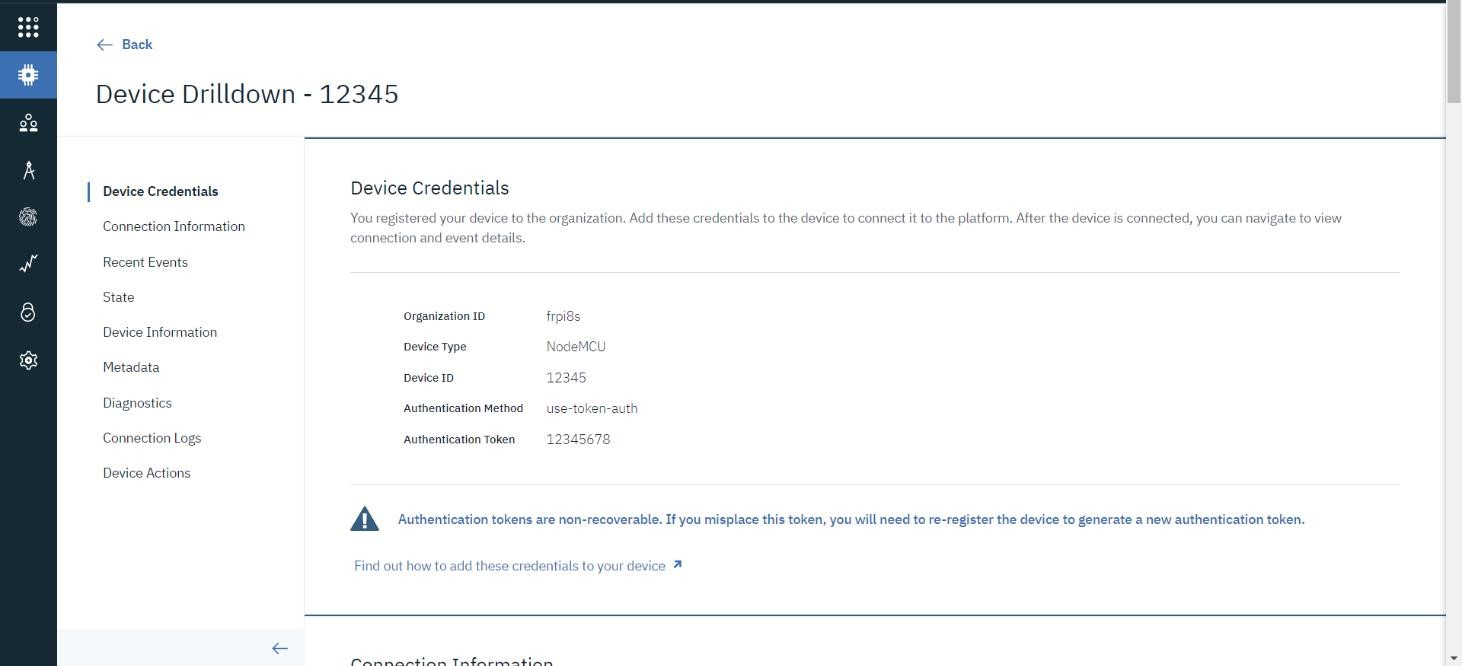 Back
Device Drilldown - 12345
Device Credentials
Connection Information
Recent Events
State
Device Information
Metadata
Diagnostics
Connection Logs
Device Actions
Device Credentials
You registered your device to the organization. Add these credentials to the device to connect it to the platform. After the device is connected, you can navigate to view
connection and event details.
Organization ID frpi8s
Device Type NodeMCU
Device ID 12345
Authentication Method use-token-auth
Authentication Token 12345678
Authentication tokens are non-recoverable. If you misplace this token, you will need to re-register the device to generate a new authentication token.
Find out how to add these credentials to your device
Connection Information